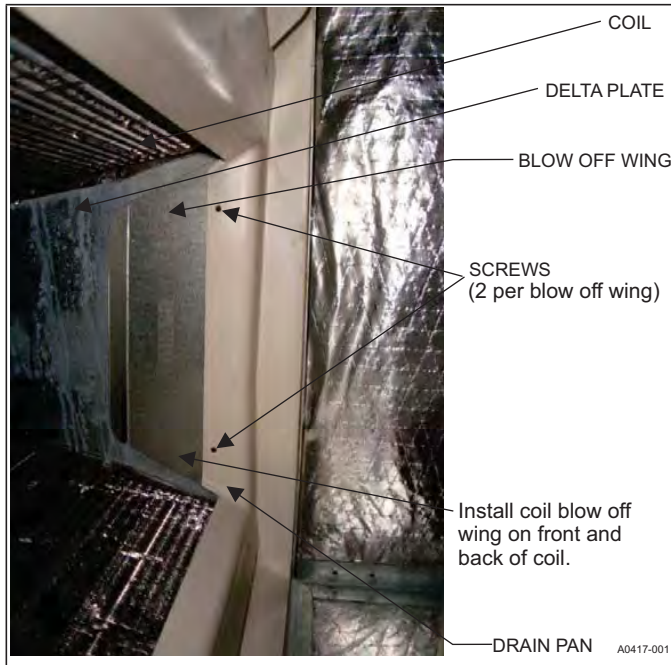 COIL
DELTA PLATE
BLOW OFF WING
SCREWS
(2 per blow off wing)
Install coil blow off
wing on front and
back of coil.
DRAIN PAN
A0417-001